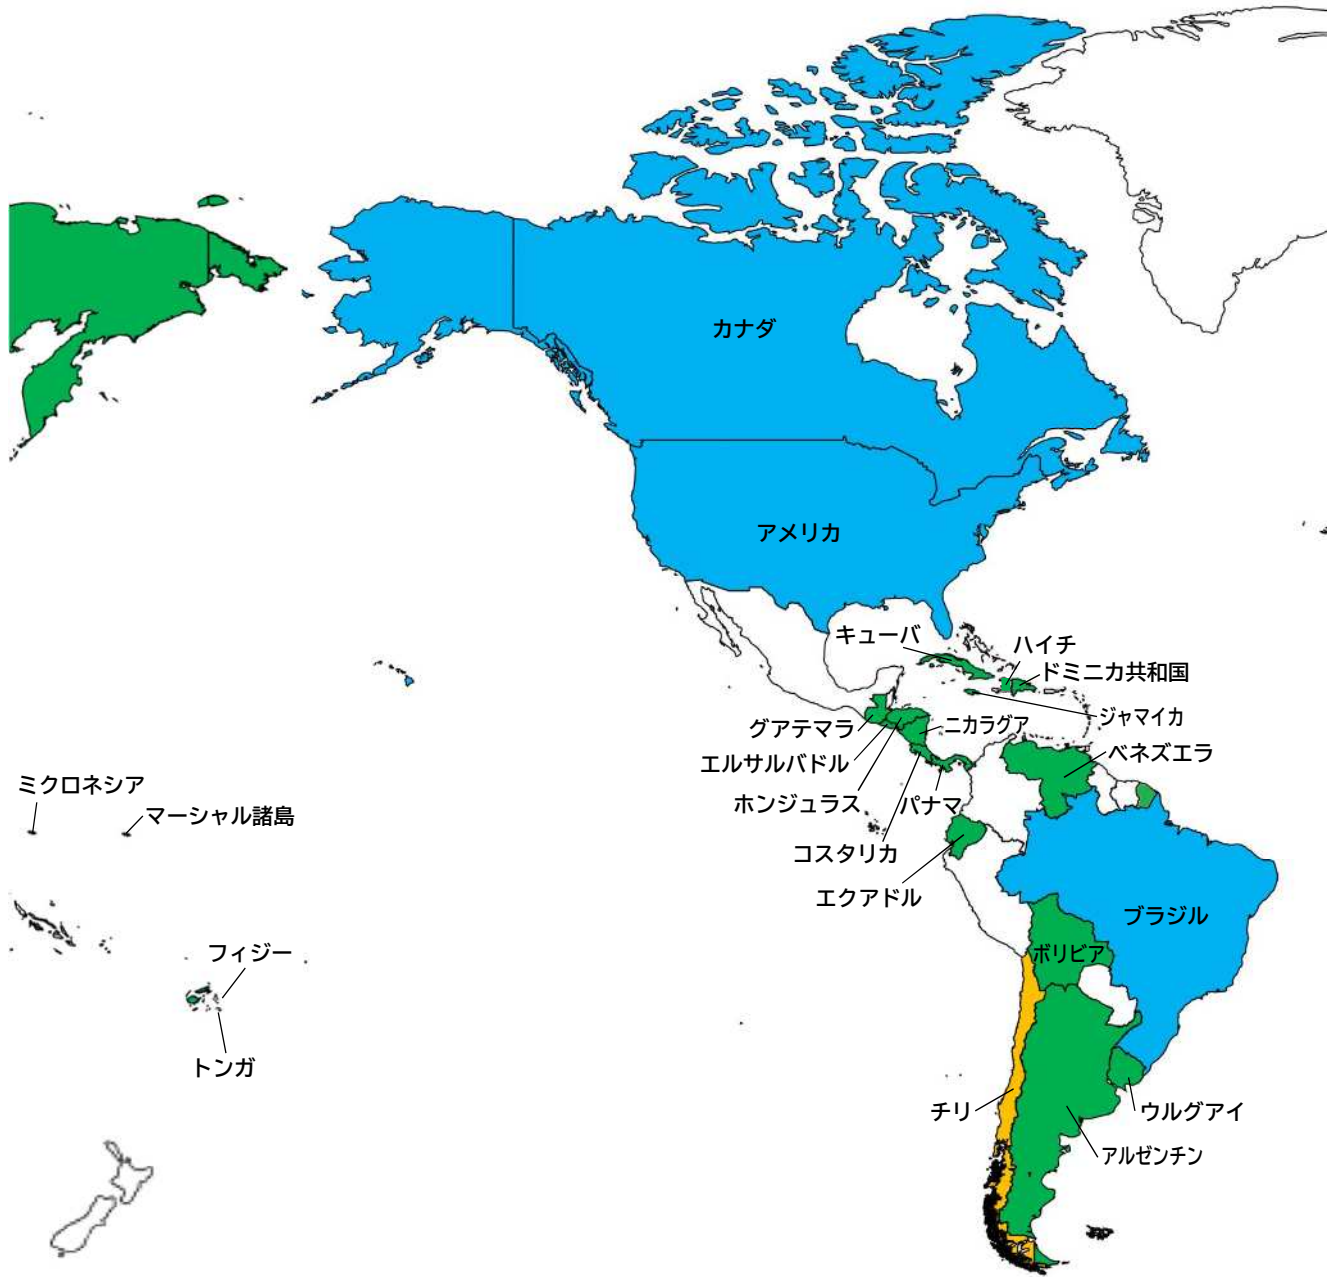 カナダ
アメリカ
キューバ
ハイチ
ドミニカ共和国
ジャマイカ
グアテマラ
ニカラグア
エルサルバドル
ベネズエラ
ホンジュラス
パナマ
コスタリカ
エクアドル
ミクロネシア
マーシャル諸島
ブラジル
ボリビア
フィジー
トンガ
チリ
ウルグアイ
アルゼンチン